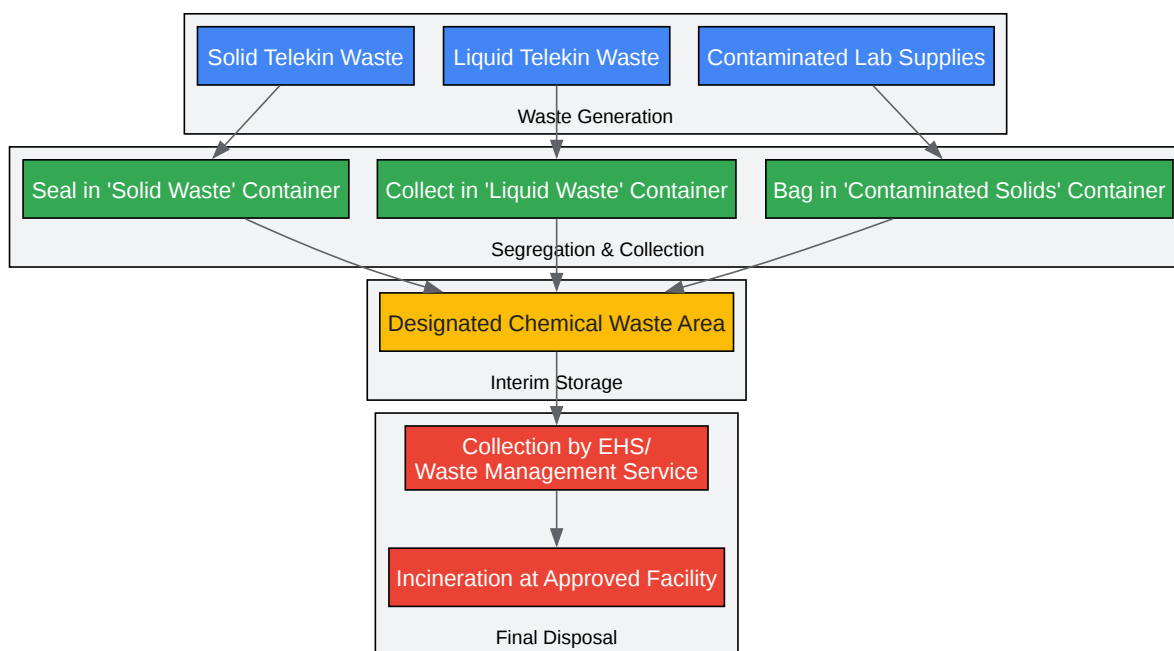 Solid Telekin Waste
Liquid Telekin Waste
Contaminated Lab Supplies
Waste Generation
Seal in 'Solid Waste' Container
Collect in 'Liquid Waste' Container
Bag in 'Contaminated Solids' Container
Segregation & Collection
Designated Chemical Waste Area
Interim Storage
Collection by EHS/
Waste Management Service
Incineration at Approved Facility
Final Disposal